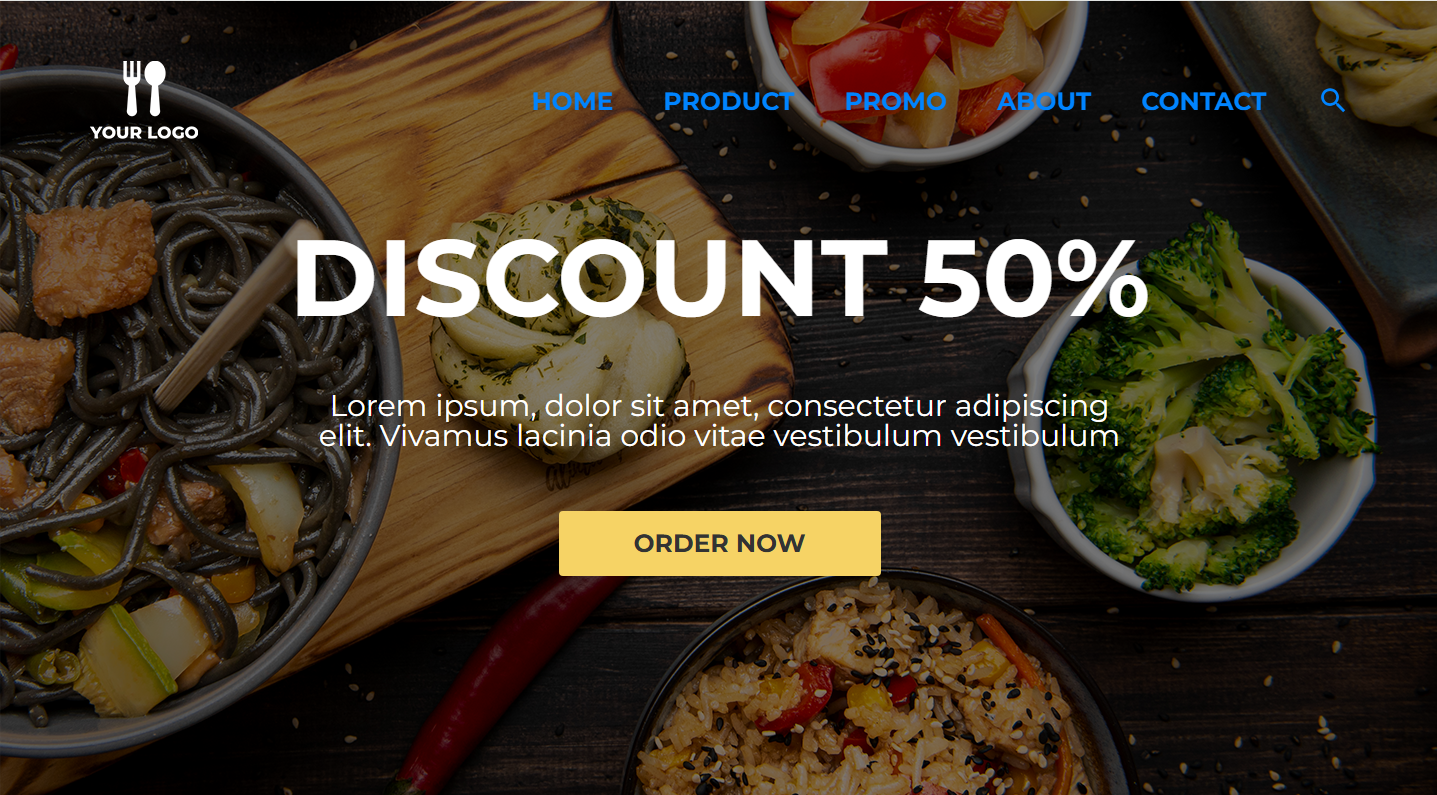 YOUR LOGO
HOME PRODUCT PROMO ABOUT CONTACT
DISCOUNT 50%
Lorem ipsum, dolor sit amet, consectetur adipiscing
elit. Vivamus lacinia odio vitae vestibulum vestibulum
ORDER NOW